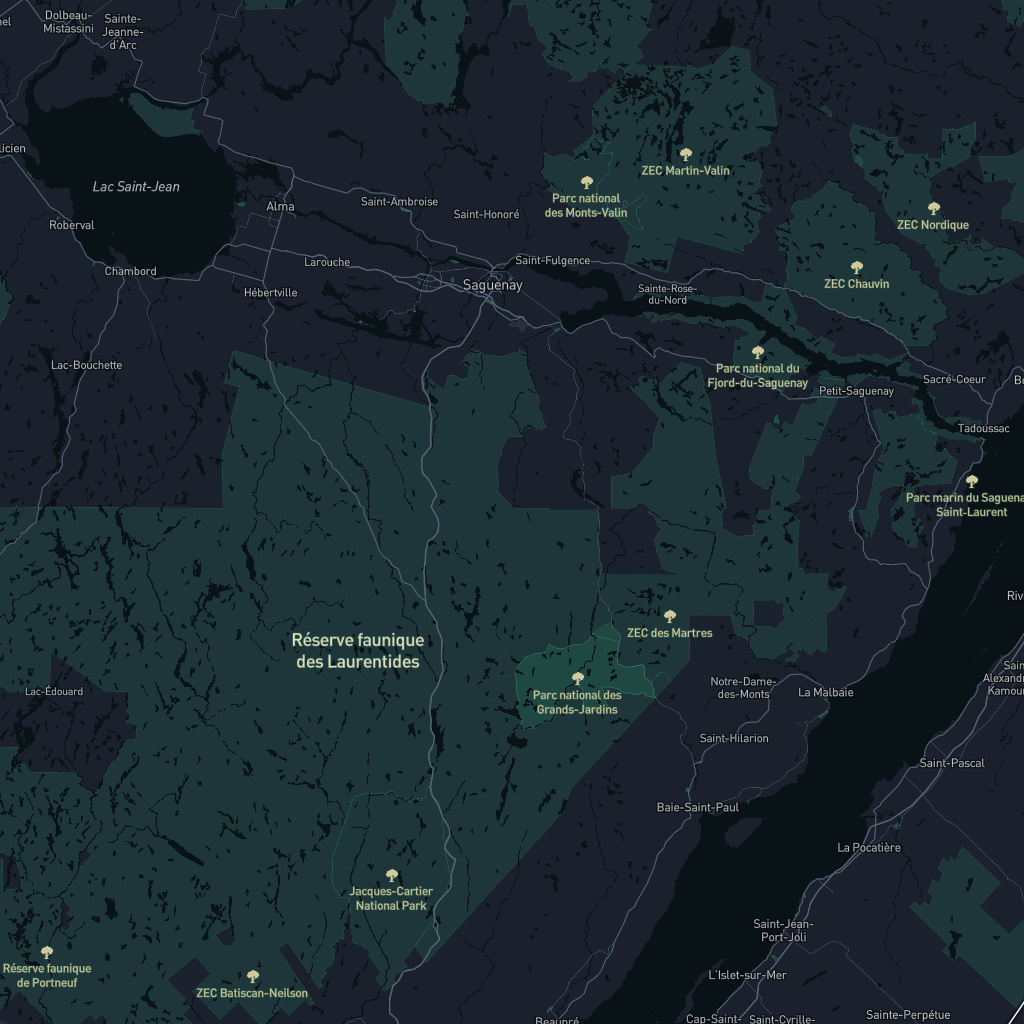 Dolbeau-
Mistassini
Sainte-
Jeanne-
d'Arc
Lac Saint-Jean
Alma
Saint-Ambroise
Saint-Honoré
Roberval
Chambord
Larouche
Hébertville
Saguenay
Saint-Fulgence
Sainte-Rose-
du-Nord
Parc national
des Monts-Valin
ZEC Martin-Valin
ZEC Nordique
ZEC Chauvin
Lac-Bouchette
Parc national du
Fjord-du-Saguenay
Petit-Saguenay
Sacré-Coeur
Tadoussac
Parc marin du Saguena
Saint-Laurent
Réserve faunique
des Laurentides
ZEC des Martres
Parc national des
Grands-Jardins
Lac-Édouard
Notre-Dame-
des-Monts
La Malbaie
Saint-Hilarion
Baie-Saint-Paul
Saint-Pascal
La Pocatière
Jacques-Cartier
National Park
Saint-Jean-
Port-Joli
L'Islet-sur-Mer
Réserve faunique
de Portneuf
ZEC Batiscan-Neilson
Beaupré
Cap-Saint-
Saint-Cyrille-
Sainte-Perpétue